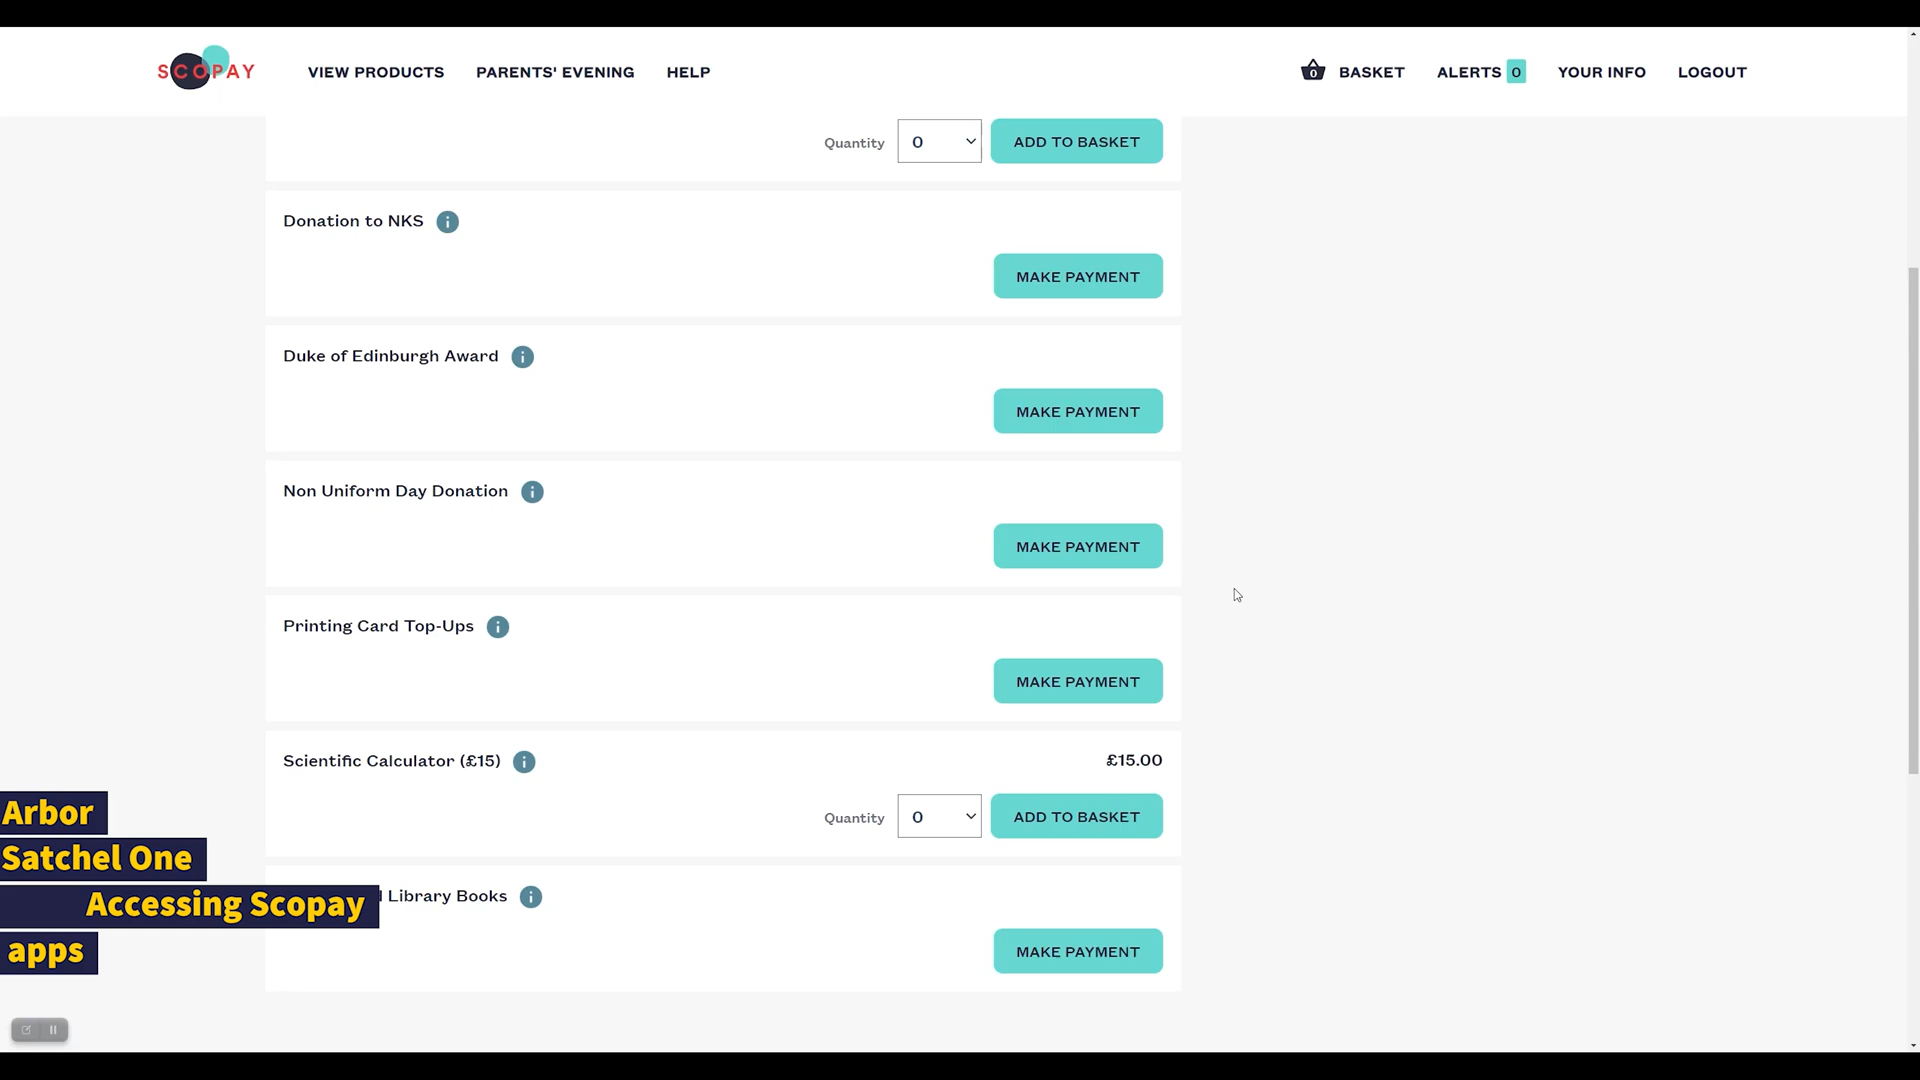 SCOPAY
VIEW PRODUCTS PARENTS' EVENING HELP
0 BASKET ALERTS 0 YOUR INFO LOGOUT
Quantity 0 ADD TO BASKET
Donation to NKS i
MAKE PAYMENT
Duke of Edinburgh Award i
MAKE PAYMENT
Non Uniform Day Donation i
MAKE PAYMENT
Printing Card Top-Ups i
MAKE PAYMENT
Scientific Calculator (£15) i £15.00
Quantity 0 ADD TO BASKET
Library Books i
MAKE PAYMENT
Arbor
Satchel One
Accessing Scopay
apps